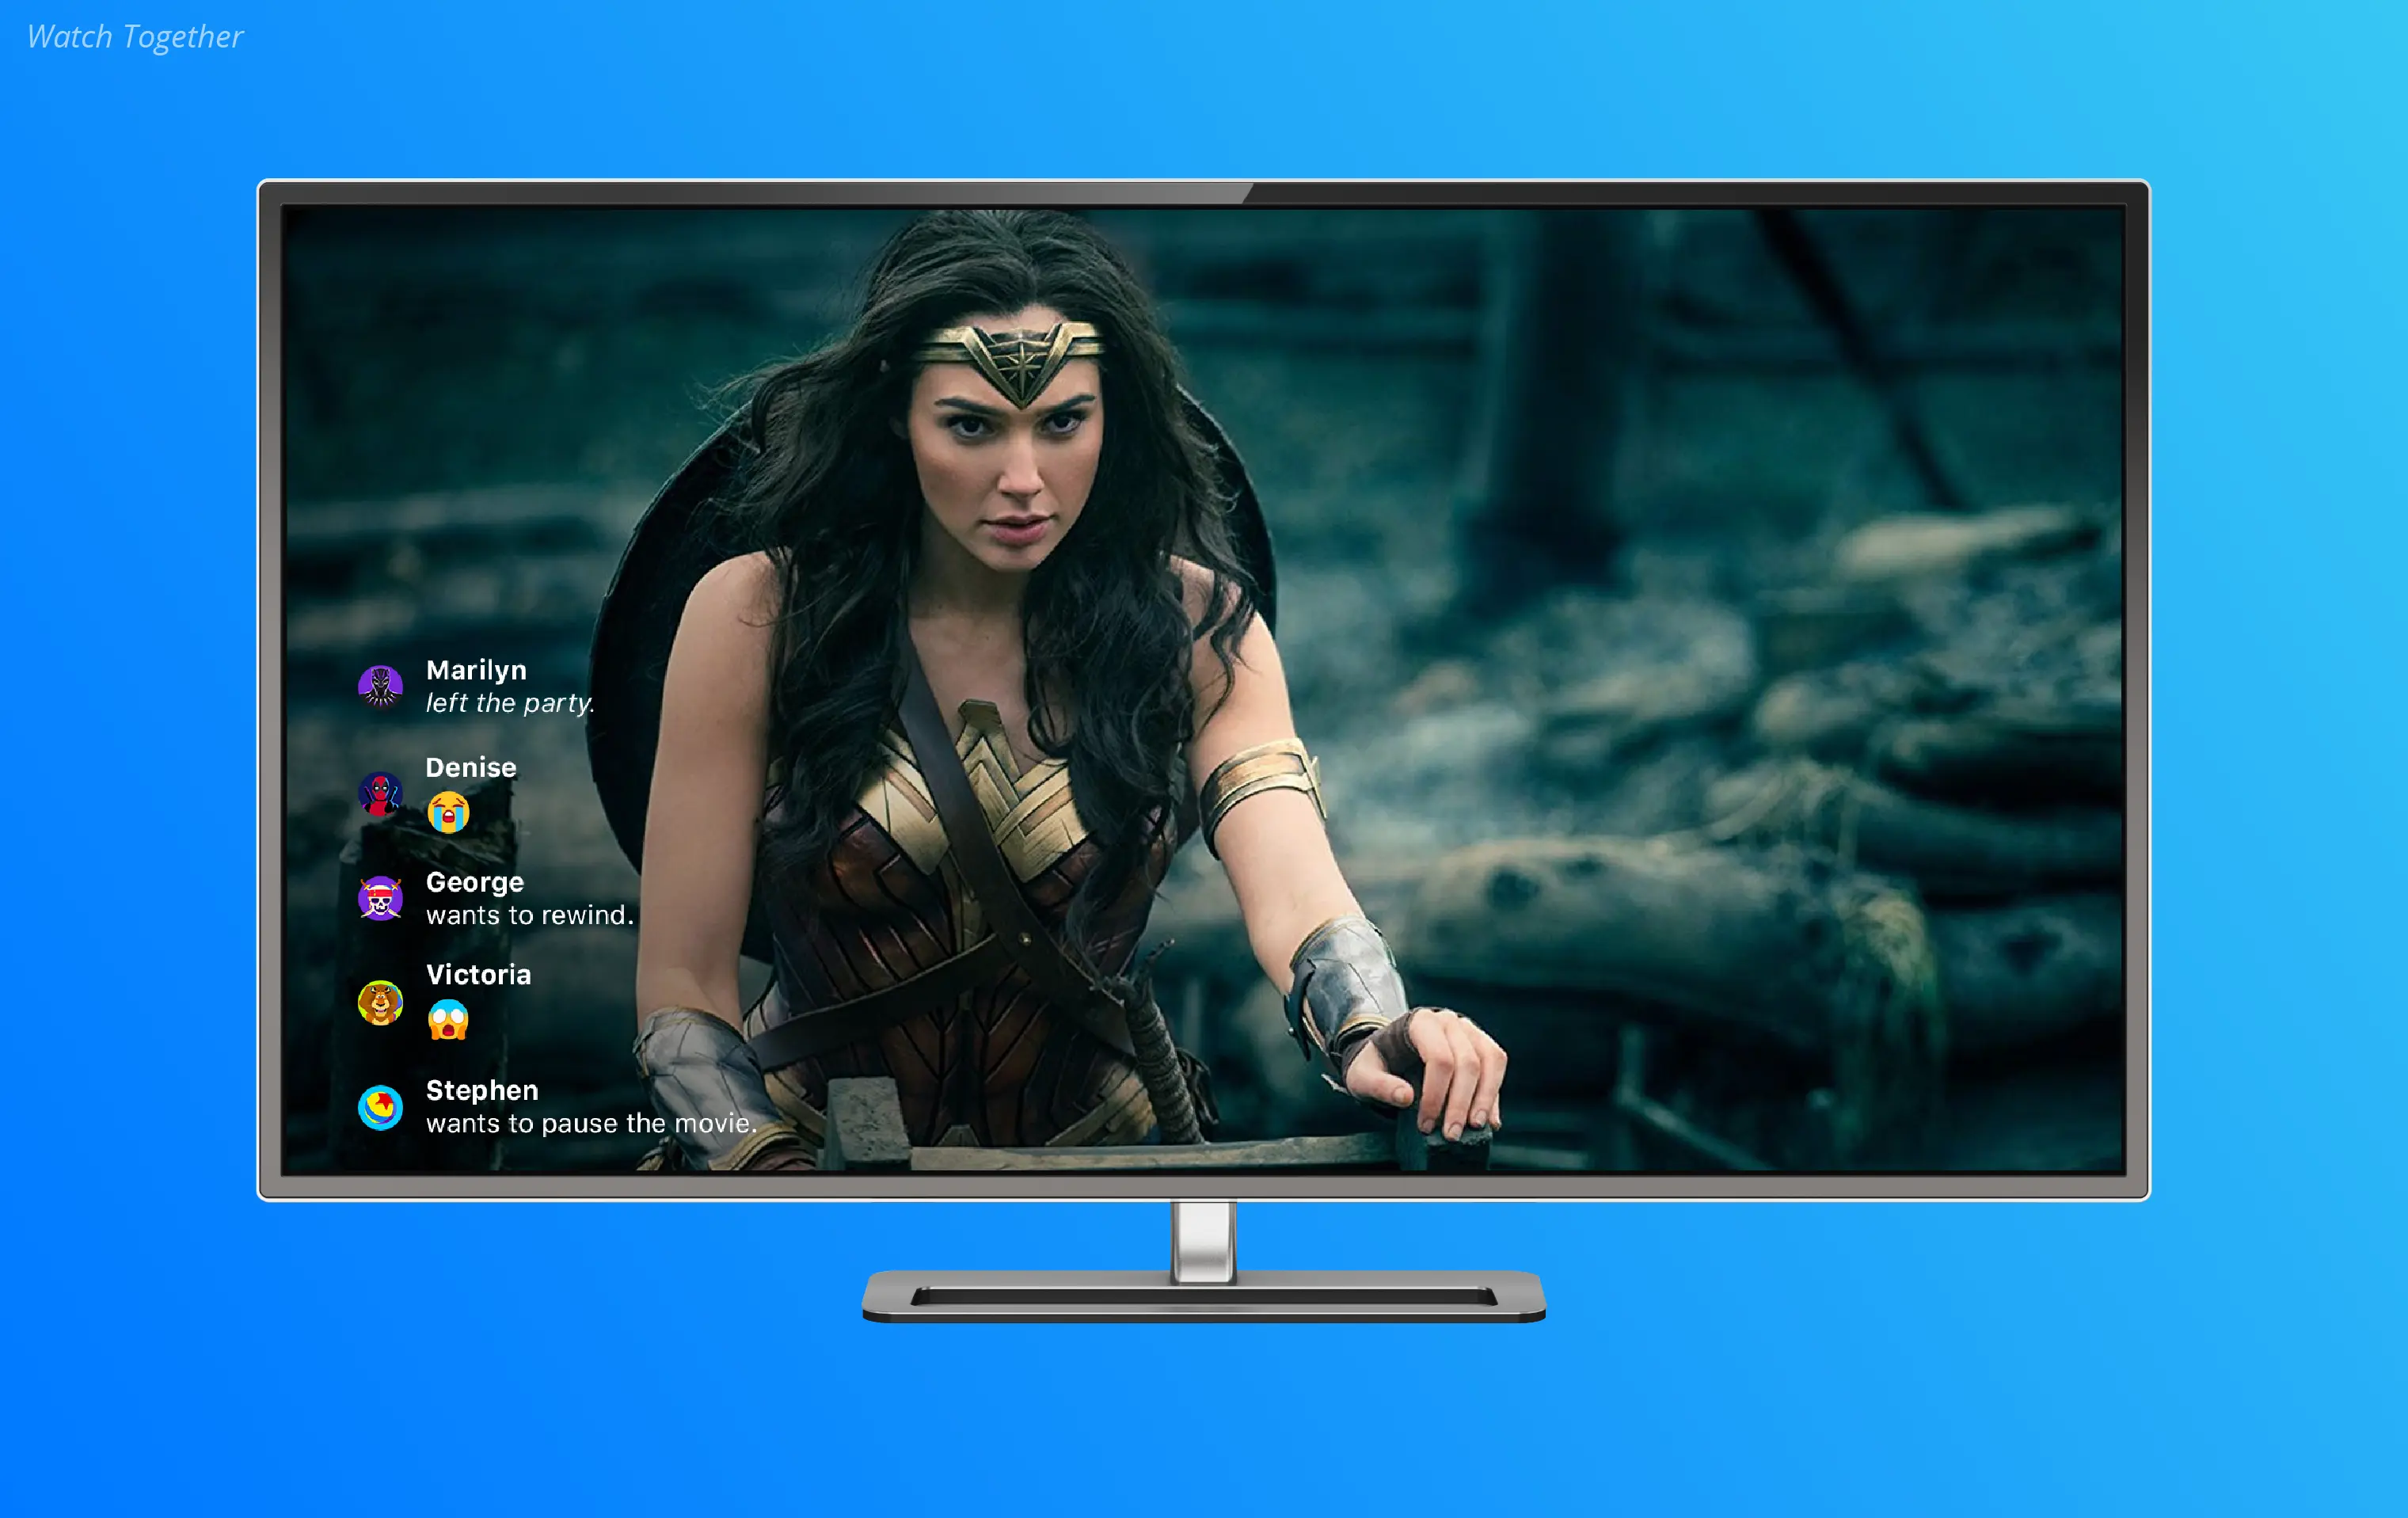 Watch Together
Marilyn
left the party.
Denise
😭
George
wants to rewind.
Victoria
😱
Stephen
wants to pause the movie.